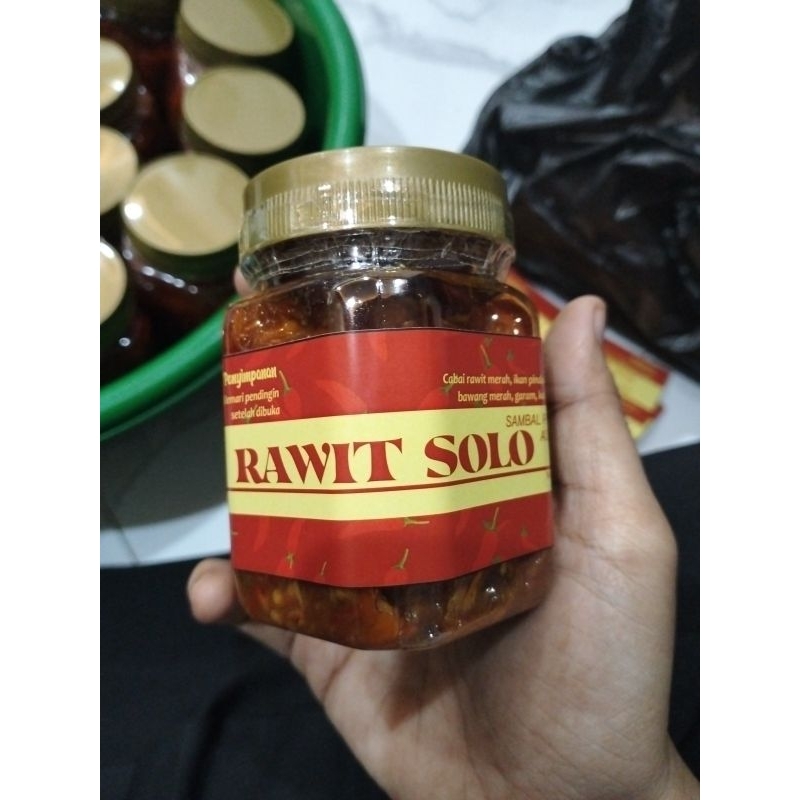 Penyimpanan
lemari pendingin
setelah dibuka
Cabai rawit merah, ikan
bawang merah, garam,
SAMBAL
RAWIT SOLO